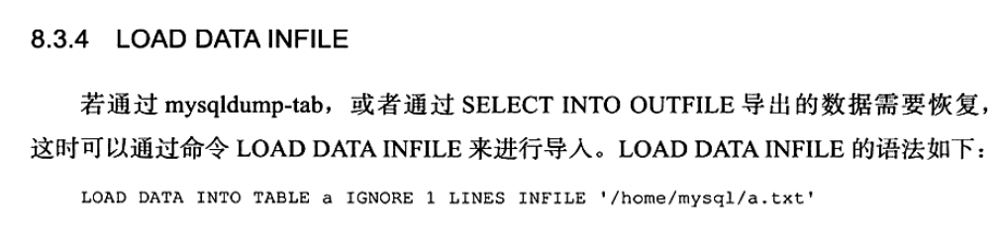 8.3.4 LOAD DATA INFILE
若通过 mysqldump-tab，或者通过 SELECT INTO OUTFILE 导出的数据需要恢复，
这时可以通过命令 LOAD DATA INFILE 来进行导入。LOAD DATA INFILE 的语法如下：
LOAD DATA INTO TABLE a IGNORE 1 LINES INFILE '/home/mysql/a.txt'